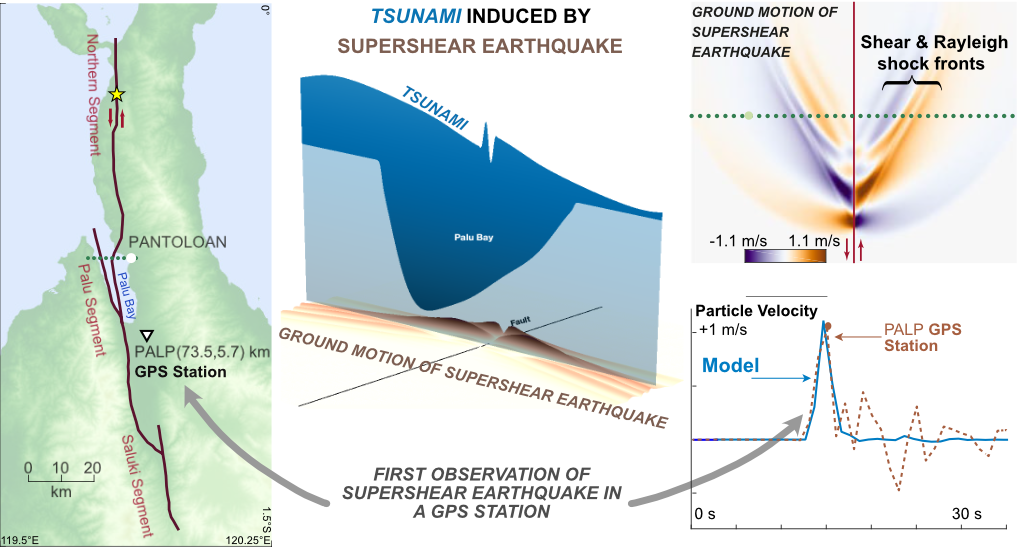 TSUNAMI INDUCED BY
SUPERSHEAR EARTHQUAKE
0°
Northern Segment
PANTOLOAN
Palu Bay
Palu Segment
PALP(73.5,5.7) km
GPS Station
Saluki Segment
0 10 20
km
1.5°S
119.5°E
120.25°E
TSUNAMI
Palu Bay
Fault
GROUND MOTION OF SUPERSHEAR EARTHQUAKE
FIRST OBSERVATION OF
SUPERSHEAR EARTHQUAKE IN
A GPS STATION
GROUND MOTION OF
SUPERSHEAR
EARTHQUAKE
Shear & Rayleigh
shock fronts
-1.1 m/s 1.1 m/s
Particle Velocity
+1 m/s
PALP GPS
Station
Model
0 s 30 s